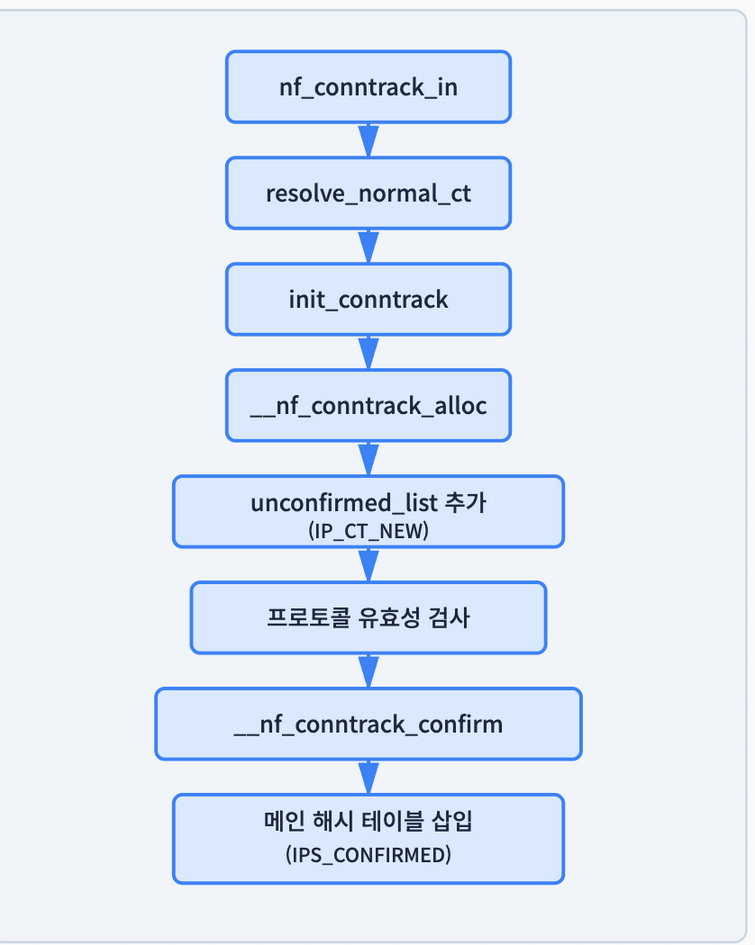 nf_conntrack_in
resolve_normal_ct
init_conntrack
__nf_conntrack_alloc
unconfirmed_list 추가
(IP_CT_NEW)
프로토콜 유효성 검사
__nf_conntrack_confirm
메인 해시 테이블 삽입
(IPS_CONFIRMED)